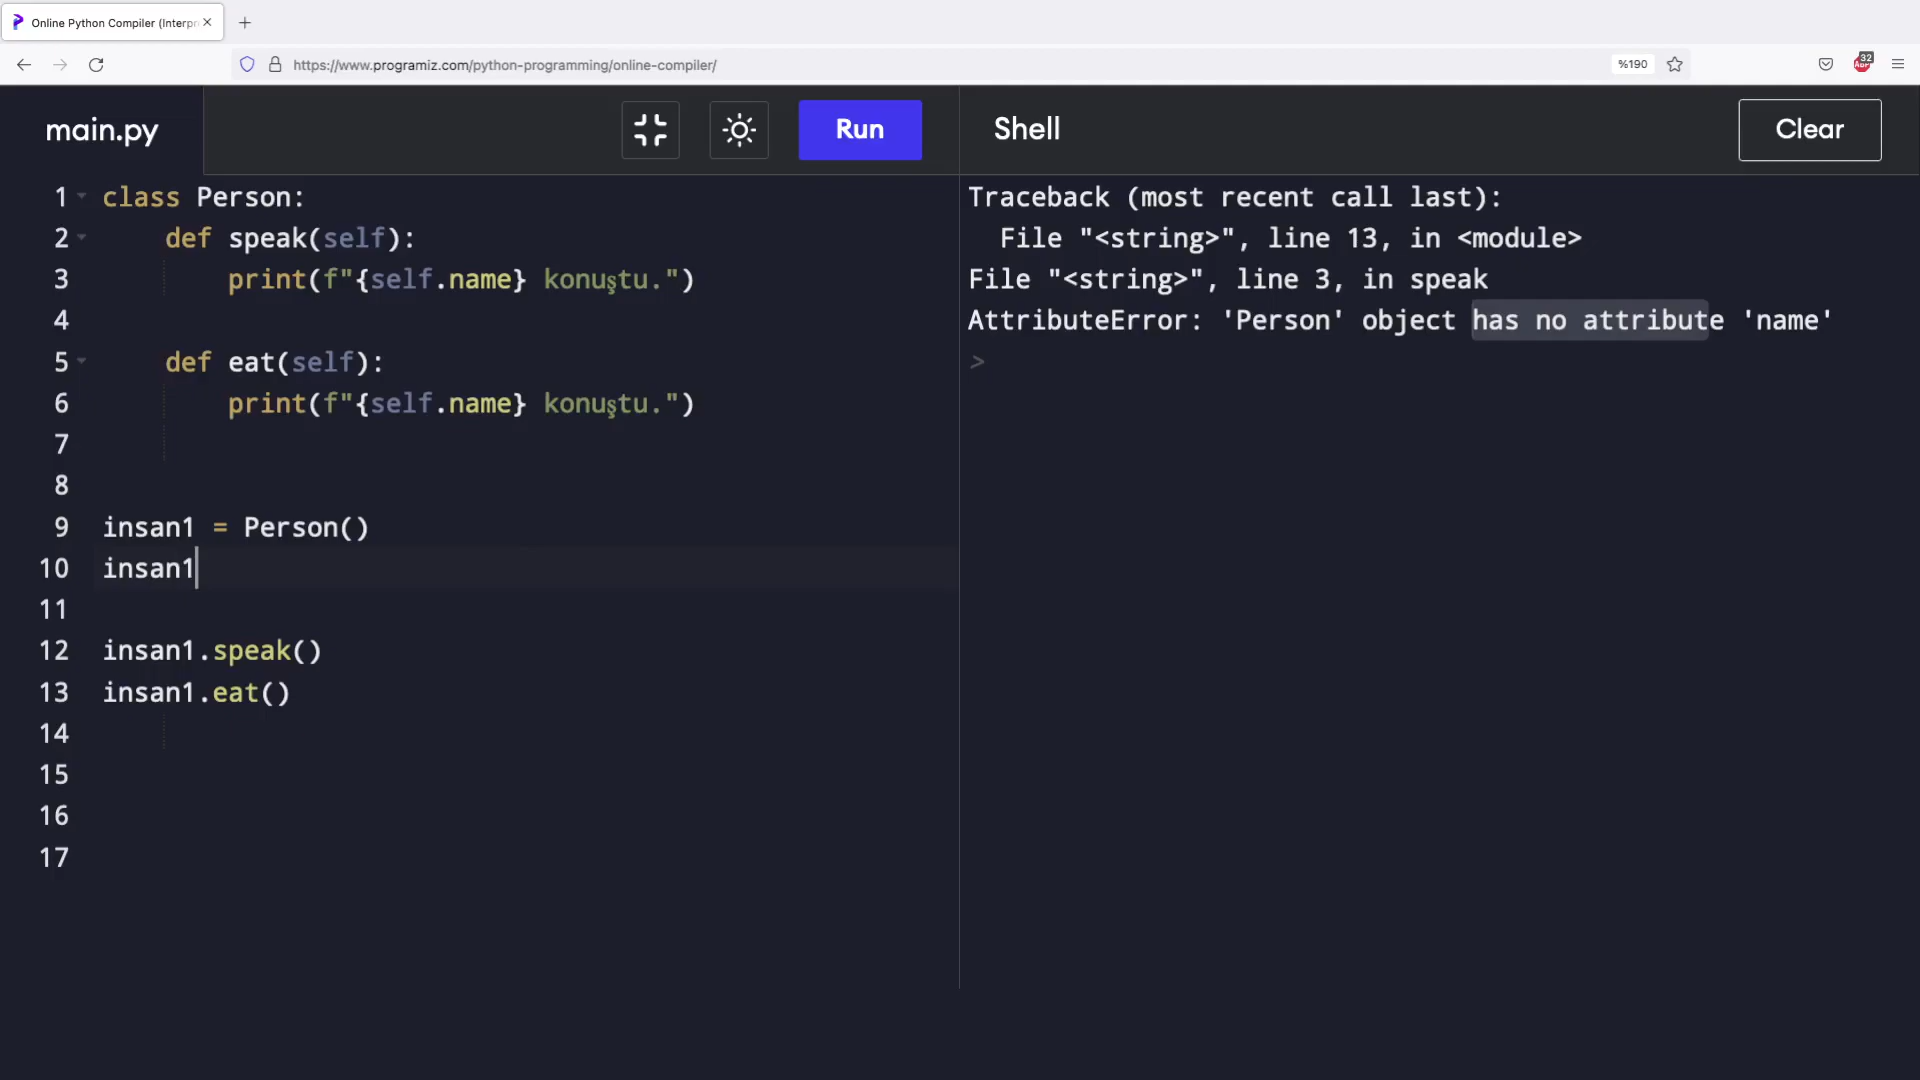 Online Python Compiler (Interpr
https://www.programiz.com/python-programming/online-compiler/
%190
32
ABP
main.py
Run
Shell
Clear
1 class Person:
2 def speak(self):
3 print(f"{self.name} konuştu.")
4
5 def eat(self):
6 print(f"{self.name} konuştu.")
7
8
9 insan1 = Person()
10 insan1
11
12 insan1.speak()
13 insan1.eat()
14
15
16
17
Traceback (most recent call last):
File "<string>", line 13, in <module>
File "<string>", line 3, in speak
AttributeError: 'Person' object has no attribute 'name'
>